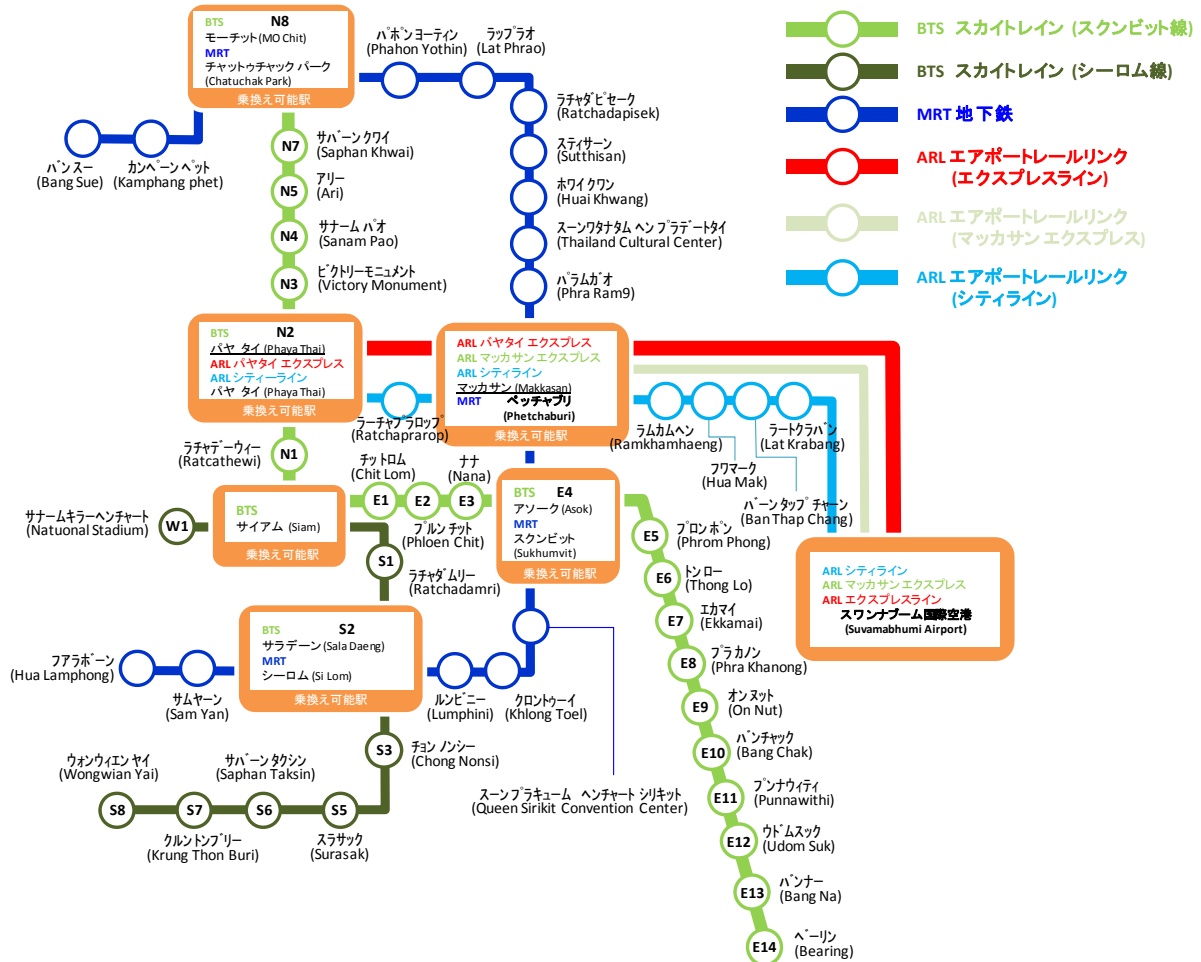 BTS N8
モーチット(MO Chit)
MRT
チャットゥチャック パーク
(Chatuchak Park)
乗換え可能駅
パポンヨーティン
(Phahon Yothin)
ラップラオ
(Lat Phrao)
BTS スカイトレイン (スクンビット線)
BTS スカイトレイン (シーロム線)
MRT 地下鉄
ARL エアポートレールリンク
(エクスプレスライン)
ARL エアポートレールリンク
(マッカサン エクスプレス)
ARL エアポートレールリンク
(シティライン)
バンスー
(Bang Sue)
カンペーンペット
(Kamphang phet)
N7
サパーンクワイ
(Saphan Khwai)
N5
アリー
(Ari)
N4
サナーム パオ
(Sanam Pao)
N3
ビクトリーモニュメント
(Victory Monument)
ラチャダピセーク
(Ratchadapisek)
スティサーン
(Sutthisan)
ホワイクワン
(Huai Khwang)
スーンワタナタム ヘン プラデートタイ
(Thailand Cultural Center)
パラムガオ
(Phra Ram9)
BTS N2
パヤ タイ (Phaya Thai)
ARL パヤタイ エクスプレス
ARL シティーライン
パヤ タイ (Phaya Thai)
乗換え可能駅
ラーチャプラロップ
(Ratchaprarop)
ARL パヤタイ エクスプレス
ARL マッカサン エクスプレス
ARL シティライン
マッカサン (Makkasan)
MRT ペッチャブリ
(Phetchaburi)
乗換え可能駅
ラムカムヘン
(Ramkhamhaeng)
フワマーク
(Hua Mak)
バーンタップ チャーン
(Ban Thap Chang)
ラートクラバン
(Lat Krabang)
ARL シティライン
ARL マッカサン エクスプレス
ARL エクスプレスライン
スワンナプーム国際空港
(Suvamabhumi Airport)
N1
ラチャデーウィー
(Ratcathewi)
サナームキラーヘンチャート
(Natuonal Stadium)
W1
BTS
サイアム (Siam)
乗換え可能駅
チットロム
(Chit Lom)
E1
E2
プルンチット
(Phloen Chit)
ナナ
(Nana)
E3
BTS E4
アソーク(Asok)
MRT
スクンビット
(Sukhumvit)
乗換え可能駅
S1
ラチャダムリー
(Ratchadamri)
BTS S2
サラデーン(Sala Daeng)
MRT
シーロム (Si Lom)
乗換え可能駅
フアラポーン
(Hua Lamphong)
サムヤーン
(Sam Yan)
ルンピニー
(Lumphini)
クロントゥーイ
(Khlong Toel)
スーンプラキューム ヘンチャート シリキット
(Queen Sirikit Convention Center)
S3
チョンノンシー
(Chong Nonsi)
ウォンウィエンヤイ
(Wongwian Yai)
S8
S7
クルントンブリー
(Krung Thon Buri)
サパーンタクシン
(Saphan Taksin)
S6
S5
スラサック
(Surasak)
E5
プロンポン
(Phrom Phong)
E6
トンロー
(Thong Lo)
E7
エカマイ
(Ekkamai)
E8
プラカノン
(Phra Khanong)
E9
オンヌット
(On Nut)
E10
バンチャック
(Bang Chak)
E11
プンナウィティ
(Punnawithi)
E12
ウドムスック
(Udom Suk)
E13
バンナー
(Bang Na)
E14
ベーリン
(Bearing)